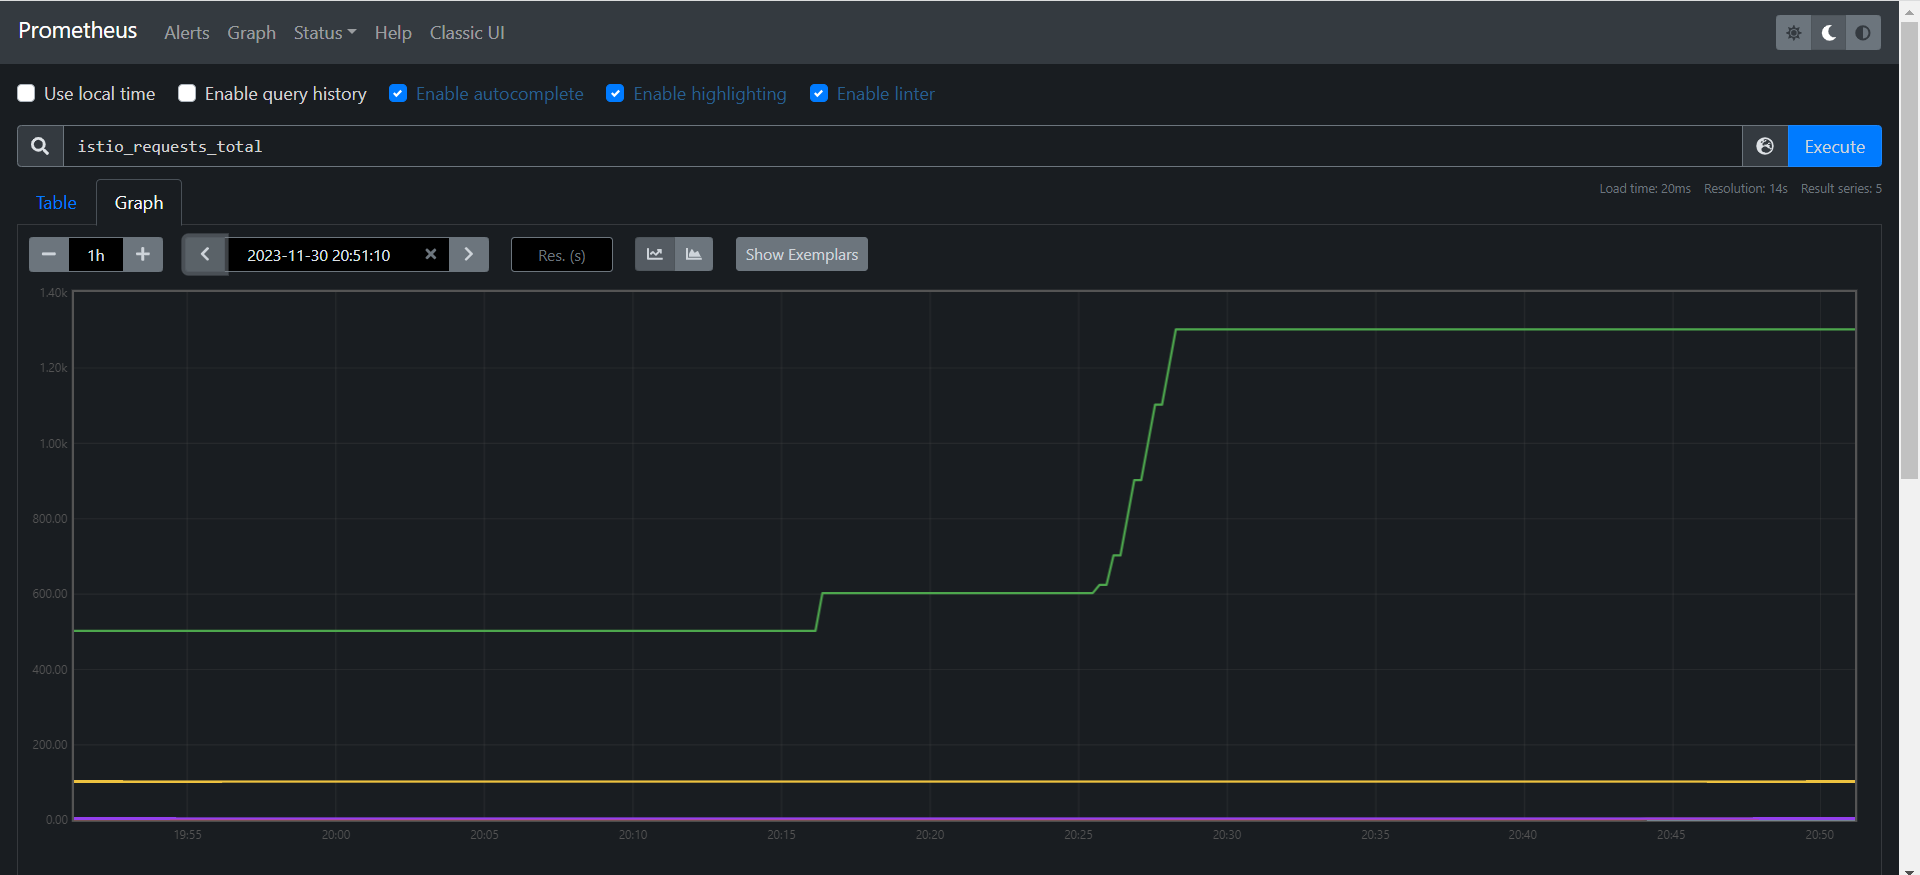 Prometheus Alerts Graph Status Help Classic UI
Use local time Enable query history Enable autocomplete Enable highlighting Enable linter
istio_requests_total Execute
Load time: 20ms Resolution: 14s Result series: 5
Table Graph
1h 2023-11-30 20:51:10 Res. (s) Show Exemplars
1.40k
1.20k
1.00k
800.00
600.00
400.00
200.00
0.00
19:55 20:00 20:05 20:10 20:15 20:20 20:25 20:30 20:35 20:40 20:45 20:50